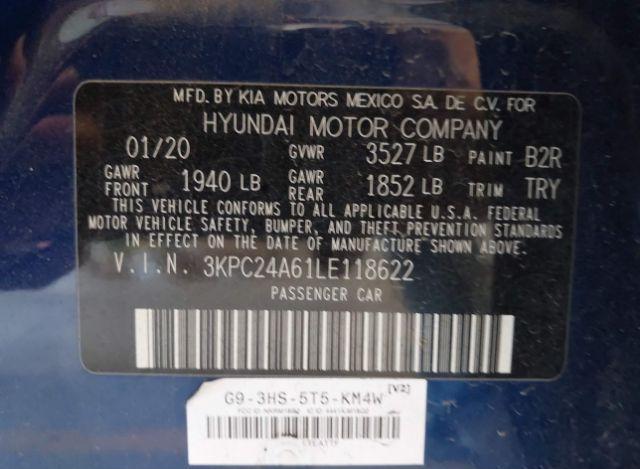 MFD. BY KIA MOTORS MEXICO S.A. DE C.V. FOR
HYUNDAI MOTOR COMPANY
01/20 GVWR 3527 LB PAINT B2R
GAWR FRONT 1940 LB GAWR REAR 1852 LB TRIM TRY
THIS VEHICLE CONFORMS TO ALL APPLICABLE U.S.A. FEDERAL
MOTOR VEHICLE SAFETY, BUMPER, AND THEFT PREVENTION STANDARDS
IN EFFECT ON THE DATE OF MANUFACTURE SHOWN ABOVE.
V.I.N. 3KPC24A61LE118622
PASSENGER CAR
G9-3HS-5T5-KM4W [V2]